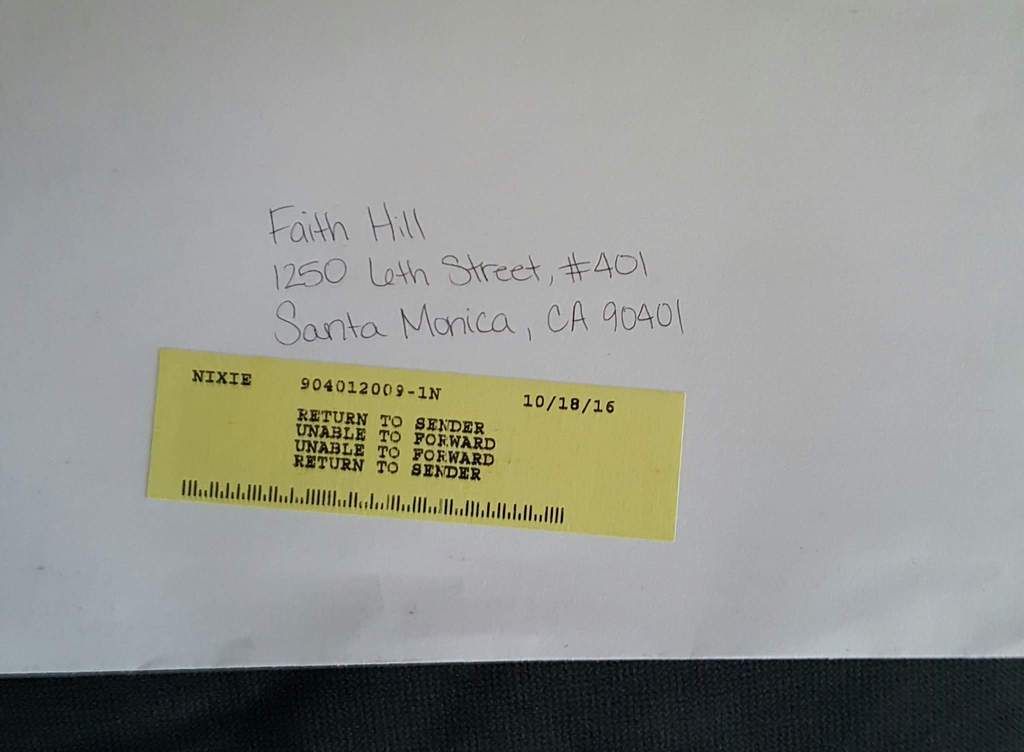 Faith Hill
1250 6th Street, #401
Santa Monica, CA 90401
NIXIE 904012009-1N 10/18/16
RETURN TO SENDER
UNABLE TO FORWARD
UNABLE TO FORWARD
RETURN TO SENDER